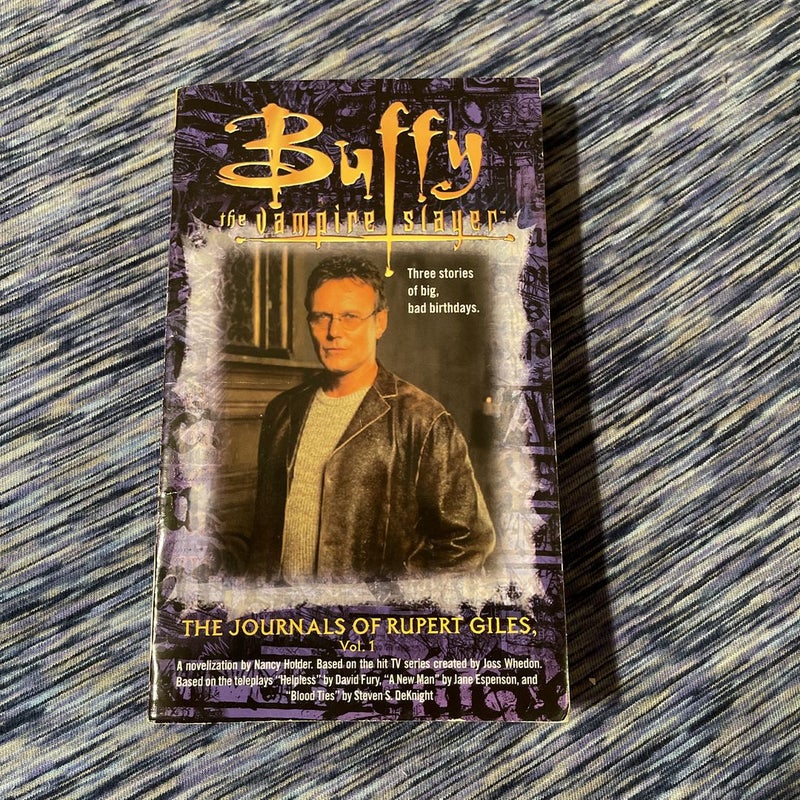 Buffy
the vampire slayer™
Three stories
of big,
bad birthdays.
THE JOURNALS OF RUPERT GILES,
Vol. 1
A novelization by Nancy Holder. Based on the hit TV series created by Joss Whedon.
Based on the teleplays "Helpless" by David Fury, "A New Man" by Jane Espenson, and
"Blood Ties" by Steven S. DeKnight